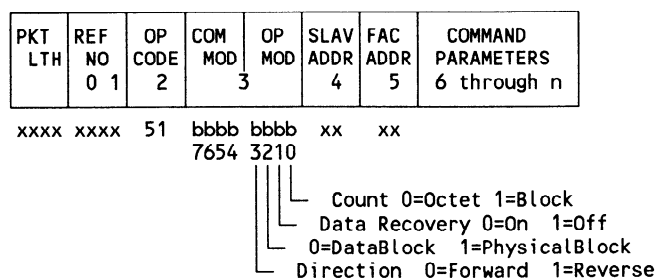 PKT REF OP COM OP SLAV FAC COMMAND
LTH NO CODE MOD MOD ADDR ADDR PARAMETERS
0 1 2 3 4 5 6 through n
xxxx xxxx 51 bbbb bbbb xx xx
7654 3210
Count 0=Octet 1=Block
Data Recovery 0=On 1=Off
0=DataBlock 1=PhysicalBlock
Direction 0=Forward 1=Reverse